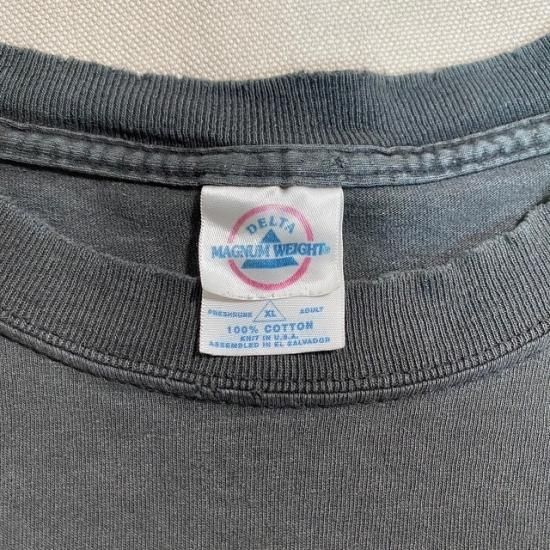 DELTA
MAGNUM WEIGHT®
PRESHRUNK XL ADULT
100% COTTON
KNIT IN U.S.A.
ASSEMBLED IN EL SALVADOR